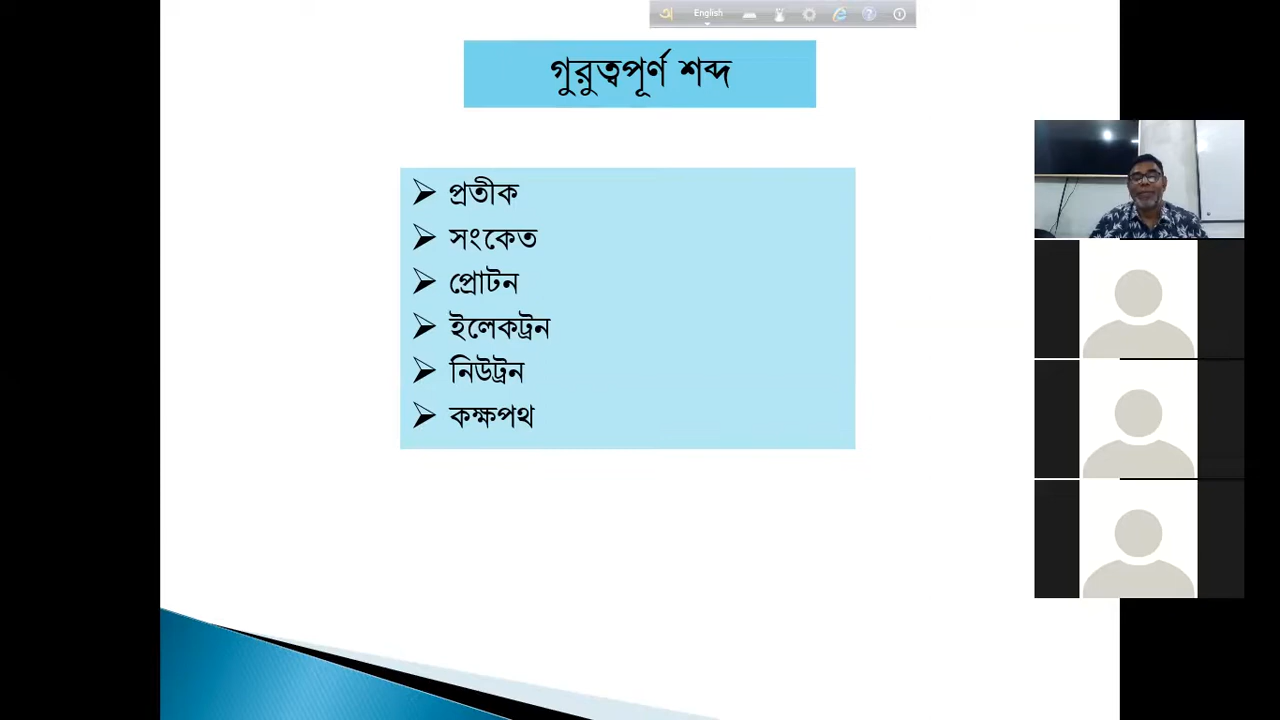 English
গুরুত্বপূর্ণ শব্দ
প্রতীক
সংকেত
প্রোটন
ইলেকট্রন
নিউট্রন
কক্ষপথ